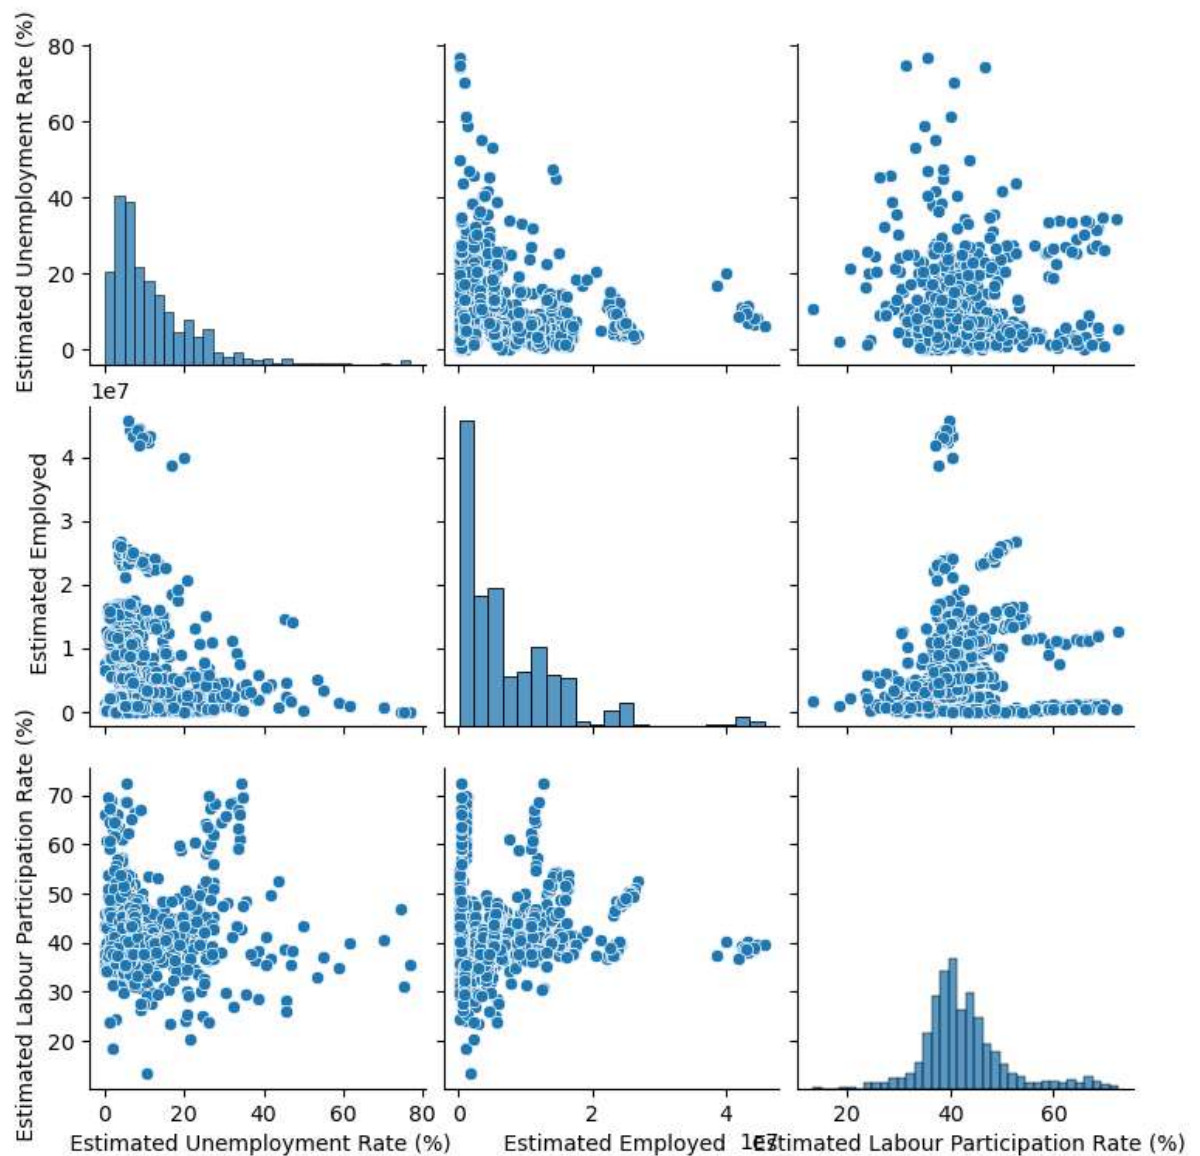 Estimated Unemployment Rate (%)
80
60
40
20
0
1e7
Estimated Employed
4
3
2
1
0
Estimated Labour Participation Rate (%)
70
60
50
40
30
20
0 20 40 60 80
0 2 4
20 40 60
Estimated Unemployment Rate (%)
Estimated Employed
1e7
Estimated Labour Participation Rate (%)